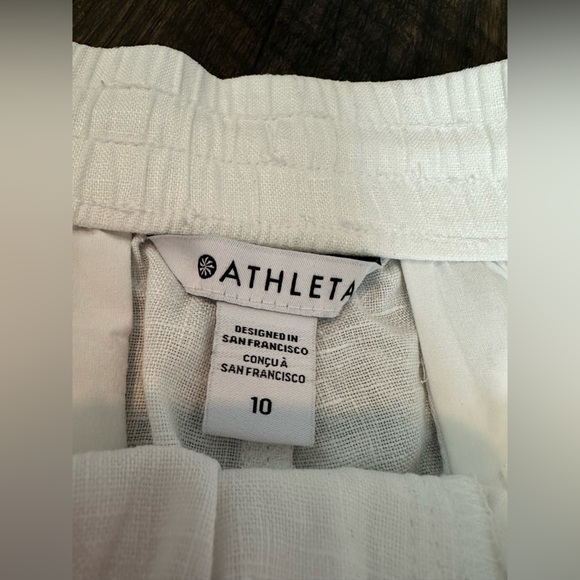 ATHLETA
DESIGNED IN
SAN FRANCISCO
CONÇU À
SAN FRANCISCO
10